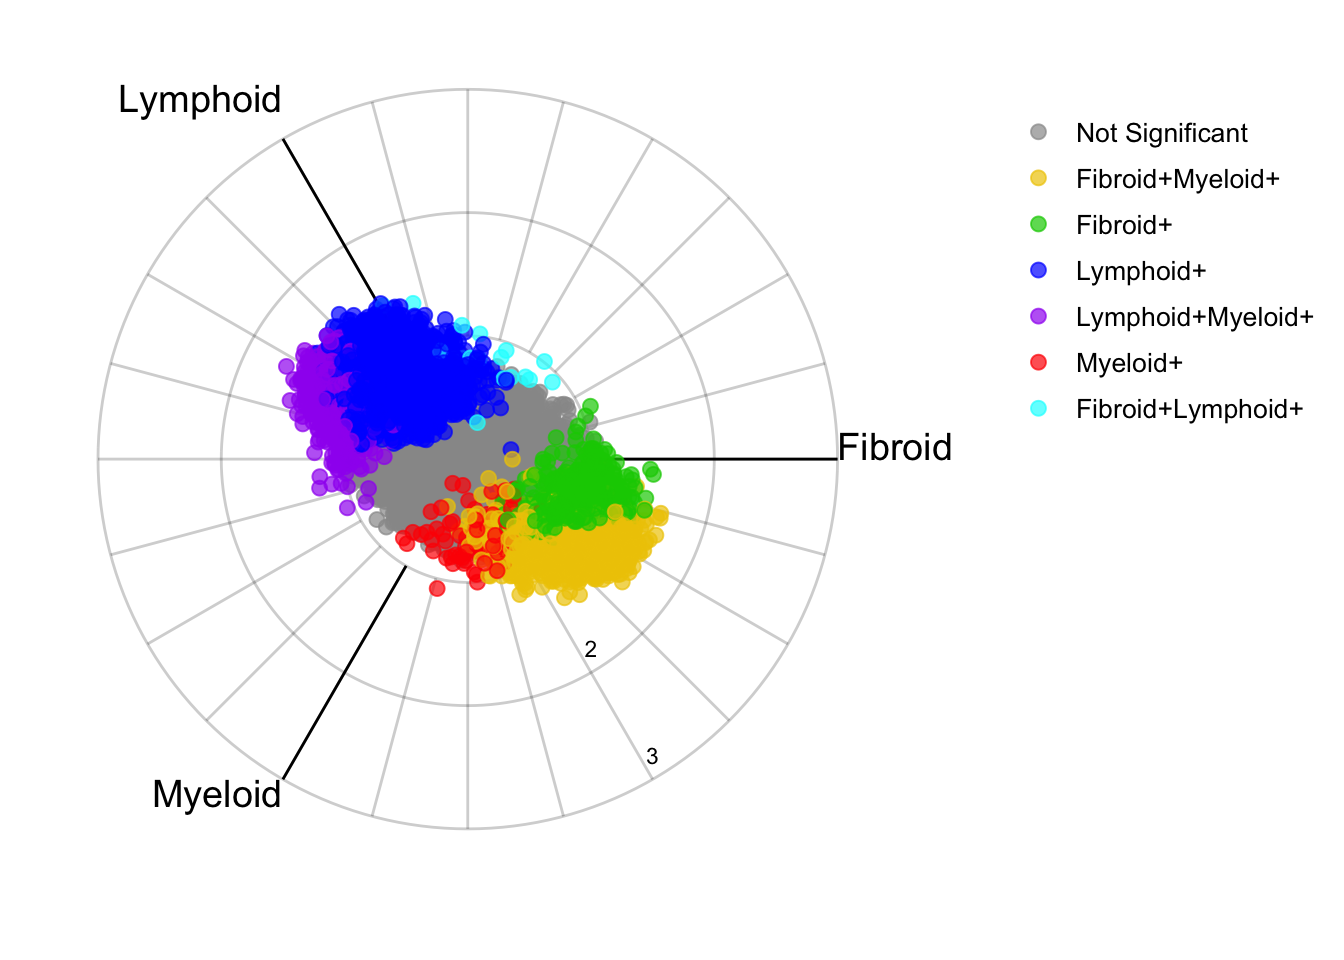 Lymphoid
Fibroid
Myeloid
2
3
Not Significant
Fibroid+Myeloid+
Fibroid+
Lymphoid+
Lymphoid+Myeloid+
Myeloid+
Fibroid+Lymphoid+